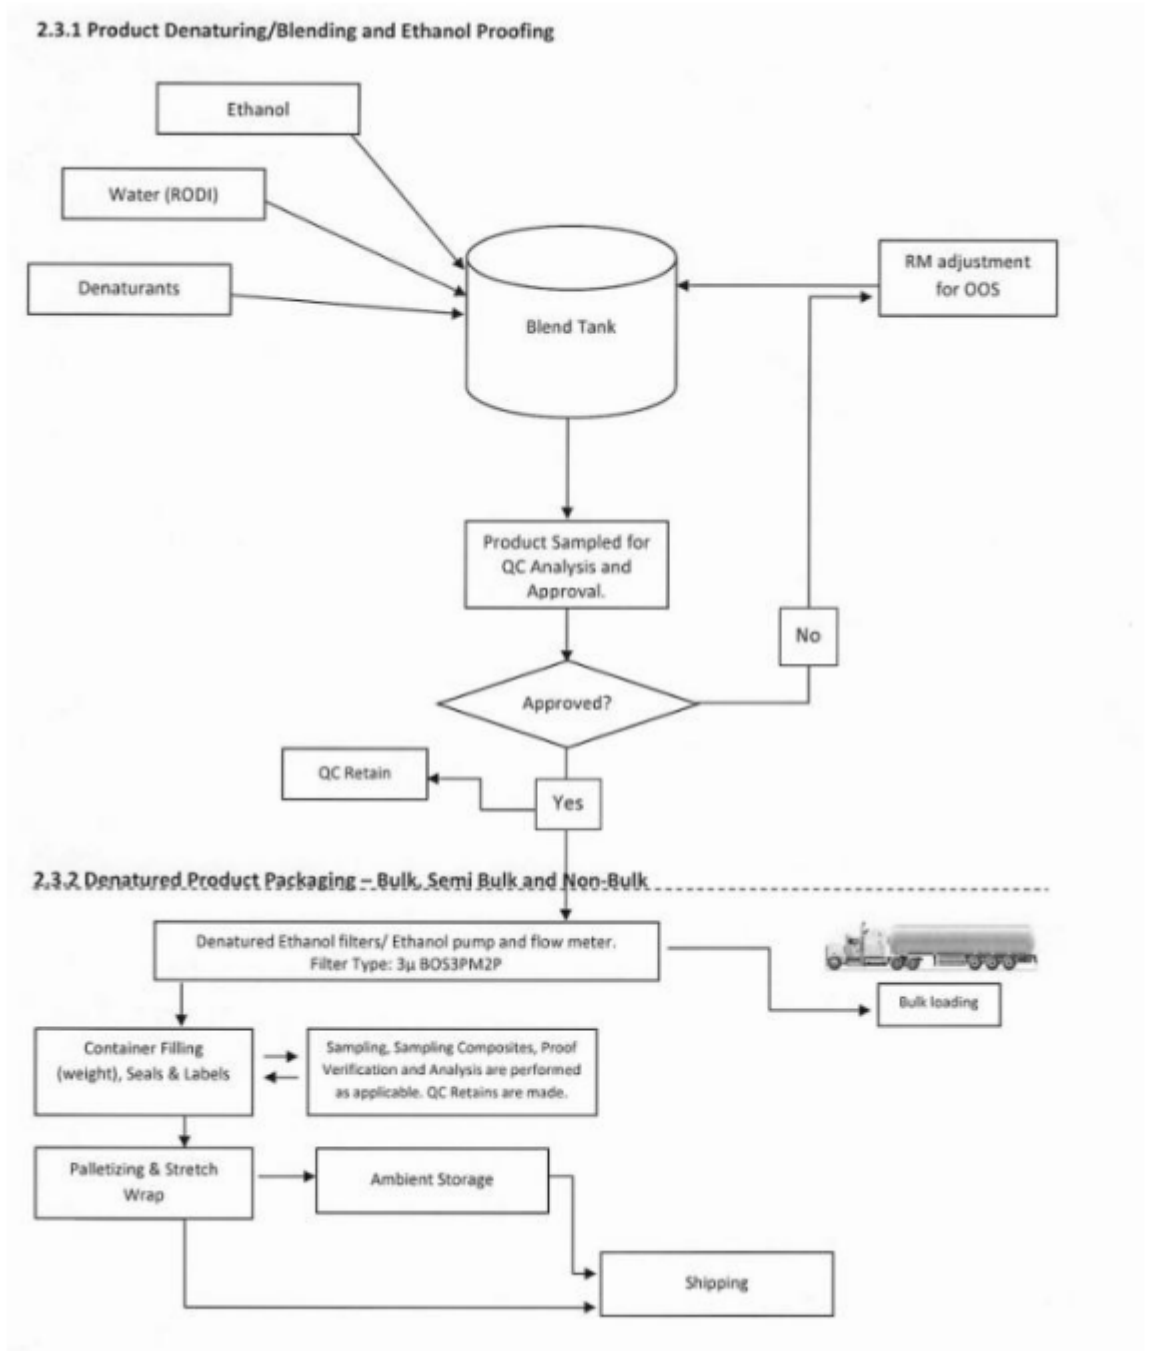 2.3.1 Product Denaturing/Blending and Ethanol Proofing
Ethanol
Water (RODI)
Denaturants
Blend Tank
RM adjustment
for OOS
Product Sampled for
QC Analysis and
Approval.
No
Approved?
QC Retain
Yes
2.3.2 Denatured Product Packaging – Bulk, Semi Bulk and Non-Bulk
Denatured Ethanol filters/ Ethanol pump and flow meter.
Filter Type: 3µ BOS3PM2P
Bulk loading
Container Filling
(weight), Seals & Labels
Sampling, Sampling Composites, Proof
Verification and Analysis are performed
as applicable. QC Retains are made.
Palletizing & Stretch
Wrap
Ambient Storage
Shipping